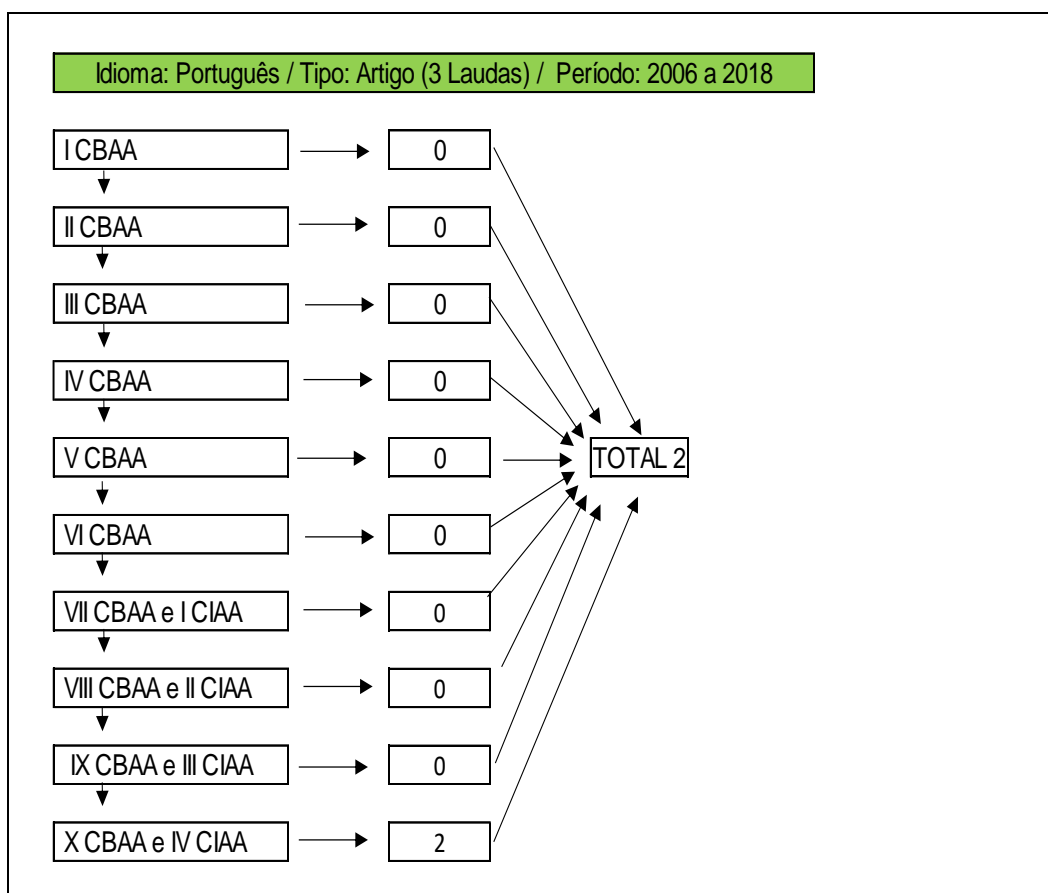 Idioma: Português / Tipo: Artigo (3 Laudas) / Período: 2006 a 2018
I CBAA 0
II CBAA 0
III CBAA 0
IV CBAA 0
V CBAA 0 TOTAL 2
VI CBAA 0
VII CBAA e I CIAA 0
VIII CBAA e II CIAA 0
IX CBAA e III CIAA 0
X CBAA e IV CIAA 2